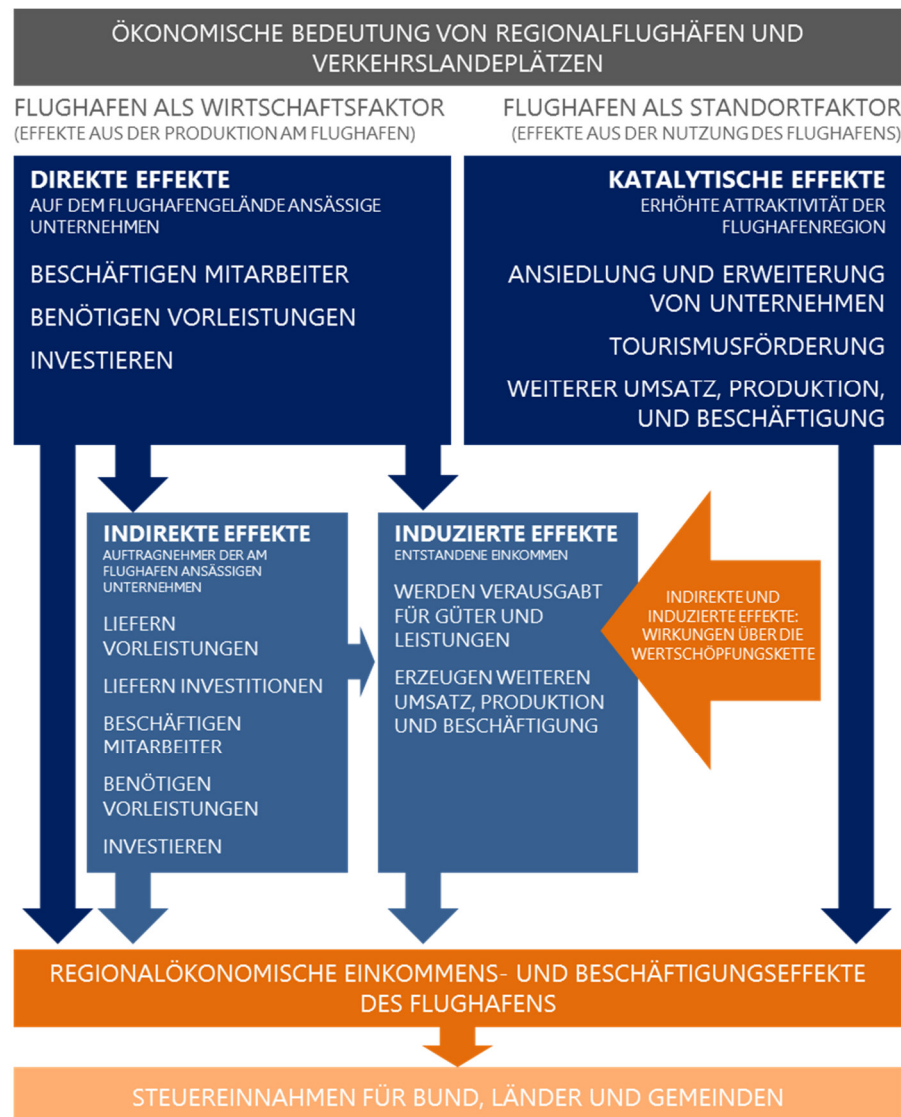 ÖKONOMISCHE BEDEUTUNG VON REGIONALFLUGHÄFEN UND
VERKEHRSLANDEPLÄTZEN
FLUGHAFEN ALS WIRTSCHAFTSFAKTOR
(EFFEKTE AUS DER PRODUKTION AM FLUGHAFEN)
FLUGHAFEN ALS STANDORTFAKTOR
(EFFEKTE AUS DER NUTZUNG DES FLUGHAFENS)
DIREKTE EFFEKTE
AUF DEM FLUGHAFENGELÄNDE ANSÄSSIGE
UNTERNEHMEN
BESCHÄFTIGEN MITARBEITER
BENÖTIGEN VORLEISTUNGEN
INVESTIEREN
KATALYTISCHE EFFEKTE
ERHÖHTE ATTRAKTIVITÄT DER
FLUGHAFENREGION
ANSIEDLUNG UND ERWEITERUNG
VON UNTERNEHMEN
TOURISMUSFÖRDERUNG
WEITERER UMSATZ, PRODUKTION,
UND BESCHÄFTIGUNG
INDIREKTE EFFEKTE
AUFTRAGNEHMER DER AM
FLUGHAFEN ANSÄSSIGEN
UNTERNEHMEN
LIEFERN
VORLEISTUNGEN
LIEFERN INVESTITIONEN
BESCHÄFTIGEN
MITARBEITER
BENÖTIGEN
VORLEISTUNGEN
INVESTIEREN
INDUZIERTE EFFEKTE
ENTSTANDENE EINKOMMEN
WERDEN VERAUSGABT
FÜR GÜTER UND
LEISTUNGEN
ERZEUGEN WEITEREN
UMSATZ, PRODUKTION
UND BESCHÄFTIGUNG
INDIREKTE UND
INDUZIERTE EFFEKTE:
WIRKUNGEN ÜBER DIE
WERTSCHÖPFUNGSKETTE
REGIONALÖKONOMISCHE EINKOMMENS- UND BESCHÄFTIGUNGSEFFEKTE
DES FLUGHAFENS
STEUEREINNAHMEN FÜR BUND, LÄNDER UND GEMEINDEN